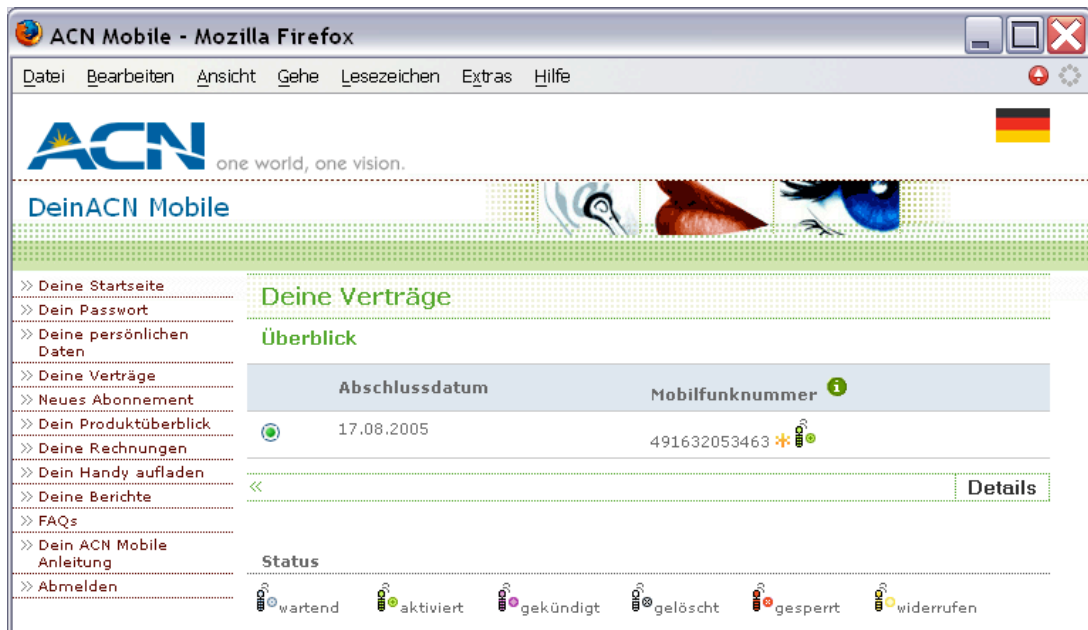 ACN Mobile - Mozilla Firefox
Datei Bearbeiten Ansicht Gehe Lesezeichen Extras Hilfe
ACN one world, one vision.
DeinACN Mobile
» Deine Startseite
» Dein Passwort
» Deine persönlichen
Daten
» Deine Verträge
» Neues Abonnement
» Dein Produktüberblick
» Deine Rechnungen
» Dein Handy aufladen
» Deine Berichte
» FAQs
» Dein ACN Mobile
Anleitung
» Abmelden
Deine Verträge
Überblick
Abschlussdatum Mobilfunknummer i
17.08.2005 491632053463
« Details
Status
wartend aktiviert gekündigt gelöscht gesperrt widerrufen